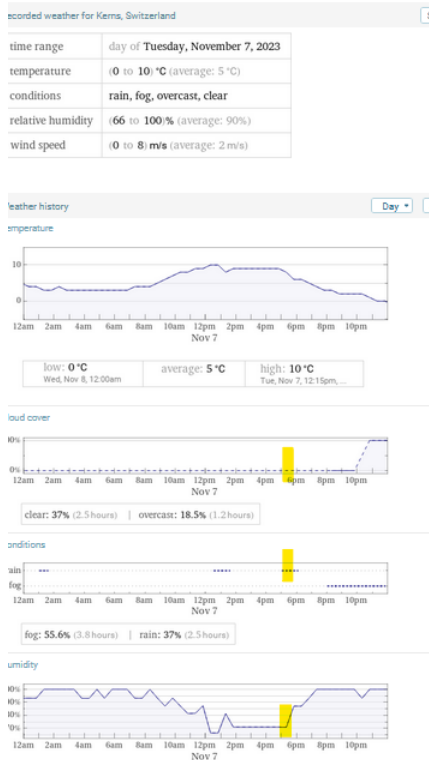 ecorded weather for Kerns, Switzerland
time range day of Tuesday, November 7, 2023
temperature (0 to 10) °C (average: 5 °C)
conditions rain, fog, overcast, clear
relative humidity (66 to 100)% (average: 90%)
wind speed (0 to 8) m/s (average: 2 m/s)
eather history Day
emperature
10
0
12am 2am 4am 6am 8am 10am 12pm 2pm 4pm 6pm 8pm 10pm
Nov 7
low: 0 °C average: 5 °C high: 10 °C
Wed, Nov 8, 12:00am Tue, Nov 7, 12:15pm, ...
loud cover
0%
0%
12am 2am 4am 6am 8am 10am 12pm 2pm 4pm 6pm 8pm 10pm
Nov 7
clear: 37% (2.5 hours) | overcast: 18.5% (1.2 hours)
onditions
ain
fog
12am 2am 4am 6am 8am 10am 12pm 2pm 4pm 6pm 8pm 10pm
Nov 7
fog: 55.6% (3.8 hours) | rain: 37% (2.5 hours)
umidity
0%
0%
0%
0%
12am 2am 4am 6am 8am 10am 12pm 2pm 4pm 6pm 8pm 10pm
Nov 7